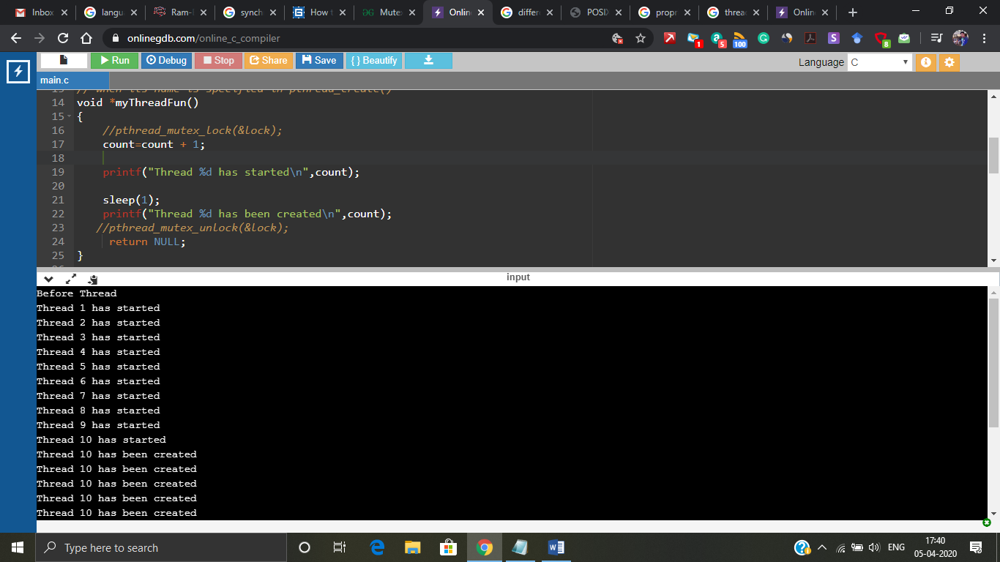 Inbox
langu
Ram-
synch
How t
Mute
Onlin
differ
POSI
propr
threa
Onlin
onlinegdb.com/online_c_compiler
1
5
100
8
Run Debug Stop Share Save { } Beautify
Language C
main.c
// when its name is specified in pthread_create()
14 void *myThreadFun()
15 {
16 //pthread_mutex_lock(&lock);
17 count=count + 1;
18
19 printf("Thread %d has started\n",count);
20
21 sleep(1);
22 printf("Thread %d has been created\n",count);
23 //pthread_mutex_unlock(&lock);
24 return NULL;
25 }
input
Before Thread
Thread 1 has started
Thread 2 has started
Thread 3 has started
Thread 4 has started
Thread 5 has started
Thread 6 has started
Thread 7 has started
Thread 8 has started
Thread 9 has started
Thread 10 has started
Thread 10 has been created
Thread 10 has been created
Thread 10 has been created
Thread 10 has been created
Thread 10 has been created
Type here to search
ENG
17:40
05-04-2020